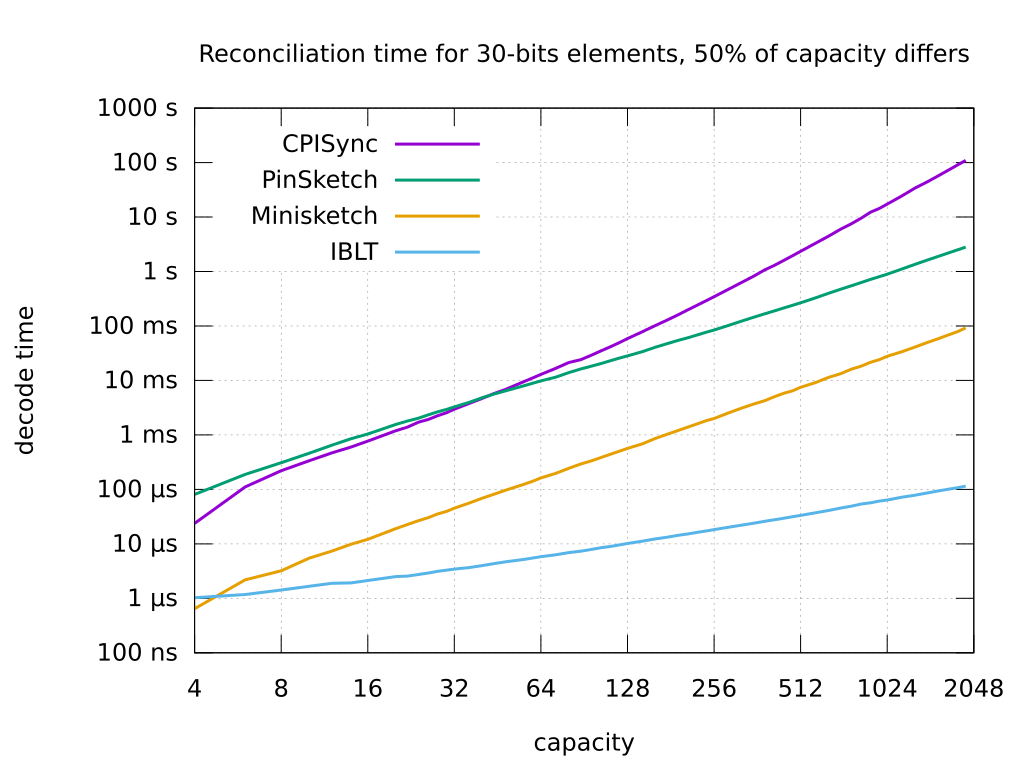 Reconciliation time for 30-bits elements, 50% of capacity differs
1000 s
100 s
10 s
1 s
100 ms
10 ms
1 ms
100 µs
10 µs
1 µs
100 ns
decode time
CPISync
PinSketch
Minisketch
IBLT
4 8 16 32 64 128 256 512 1024 2048
capacity